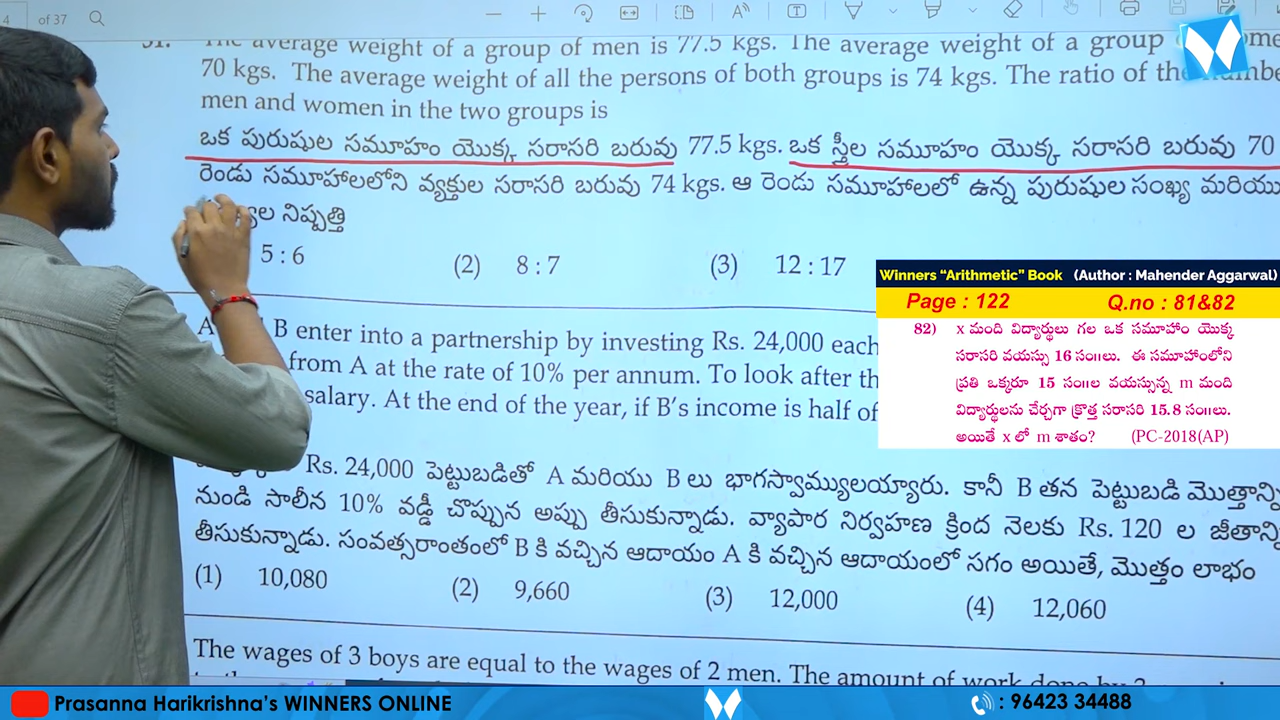 4 of 37
31. The average weight of a group of men is 77.5 kgs. The average weight of a group
70 kgs. The average weight of all the persons of both groups is 74 kgs. The ratio of the
men and women in the two groups is
ఒక పురుషుల సమూహం యొక్క సరాసరి బరువు 77.5 kgs. ఒక స్త్రీల సమూహం యొక్క సరాసరి బరువు 70
రెండు సమూహాలలోని వ్యక్తుల సరాసరి బరువు 74 kgs. ఆ రెండు సమూహాలలో ఉన్న పురుషుల సంఖ్య మరియు
నిష్పత్తి
5 : 6 (2) 8 : 7 (3) 12 : 17
B enter into a partnership by investing Rs. 24,000 each
from A at the rate of 10% per annum. To look after
salary. At the end of the year, if B's income is half of
Rs. 24,000 పెట్టుబడితో A మరియు B లు భాగస్వామ్యులయ్యారు. కానీ B తన పెట్టుబడి మొత్తాన్ని
నుండి సాలీన 10% వడ్డీ చొప్పున అప్పు తీసుకున్నాడు. వ్యాపార నిర్వహణ క్రింద నెలకు Rs. 120 ల జీతాన్ని
తీసుకున్నాడు. సంవత్సరాంతంలో B కి వచ్చిన ఆదాయం A కి వచ్చిన ఆదాయంలో సగం అయితే, మొత్తం లాభం
(1) 10,080 (2) 9,660 (3) 12,000 (4) 12,060
The wages of 3 boys are equal to the wages of 2 men. The amount of work done by
Winners “Arithmetic” Book (Author : Mahender Aggarwal)
Page : 122 Q.no : 81&82
82) x మంది విద్యార్థులు గల ఒక సమూహాం యొక్క
సరాసరి వయస్సు 16 సం॥లు. ఈ సమూహాంలోని
ప్రతి ఒక్కరూ 15 సం॥ల వయస్సున్న m మంది
విద్యార్థులను చేర్చగా క్రొత్త సరాసరి 15.8 సం॥లు.
అయితే x లో m శాతం? (PC-2018(AP)
Prasanna Harikrishna's WINNERS ONLINE : 96423 34488